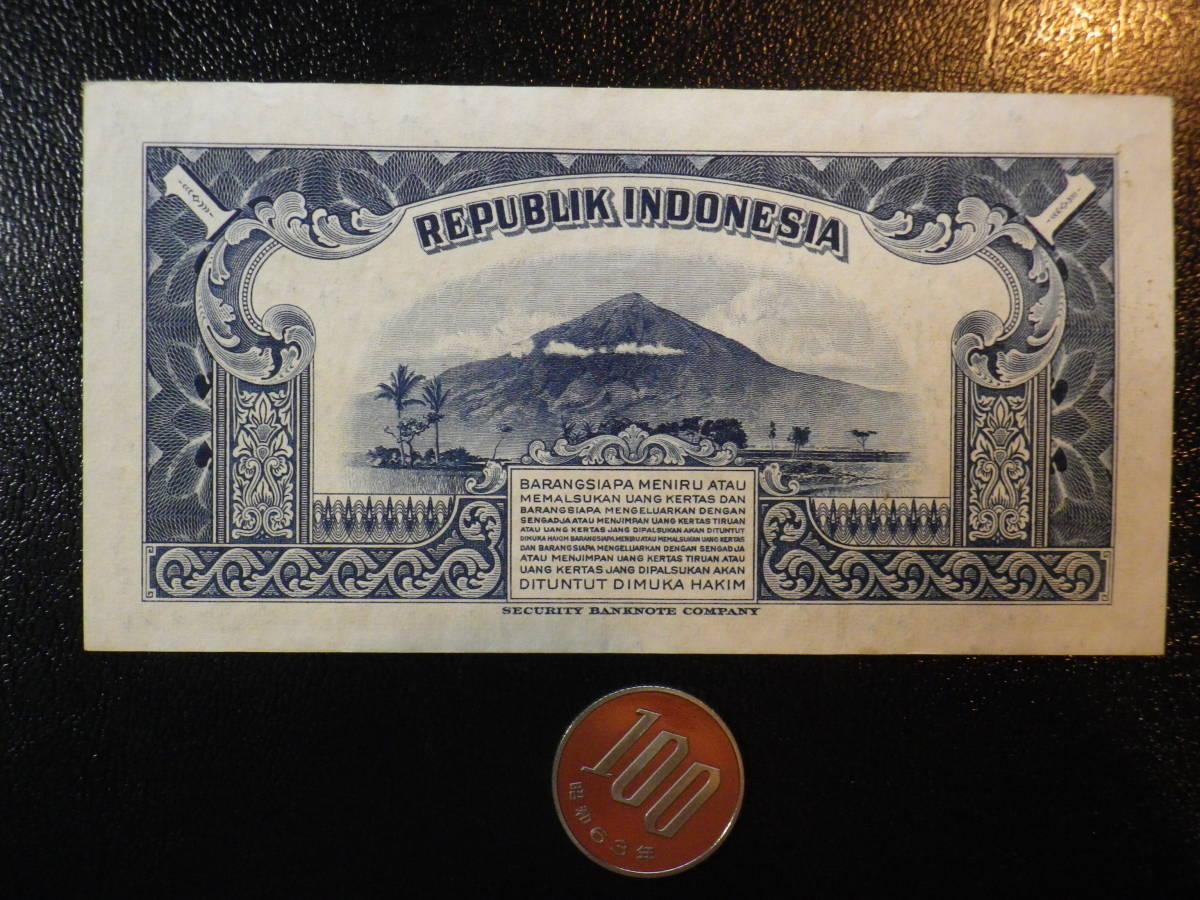 1
1
REPUBLIK INDONESIA
BARANGSIAPA MENIRU ATAU
MEMALSUKAN UANG KERTAS DAN
BARANGSIAPA MENGELUARKAN DENGAN
SENGADJA ATAU MENJIMPAN UANG KERTAS TIRUAN
ATAU UANG KERTAS JANG DIPALSUKAN AKAN DITUNTUT
DIMUKA HAKIM BARANGSIAPA MENIRU ATAU MEMALSUKAN UANG KERTAS
DAN BARANGSIAPA MENGELUARKAN DENGAN SENGADJA
ATAU MENJIMPAN UANG KERTAS TIRUAN ATAU
UANG KERTAS JANG DIPALSUKAN AKAN
DITUNTUT DIMUKA HAKIM
SECURITY BANKNOTE COMPANY
100
昭和63年